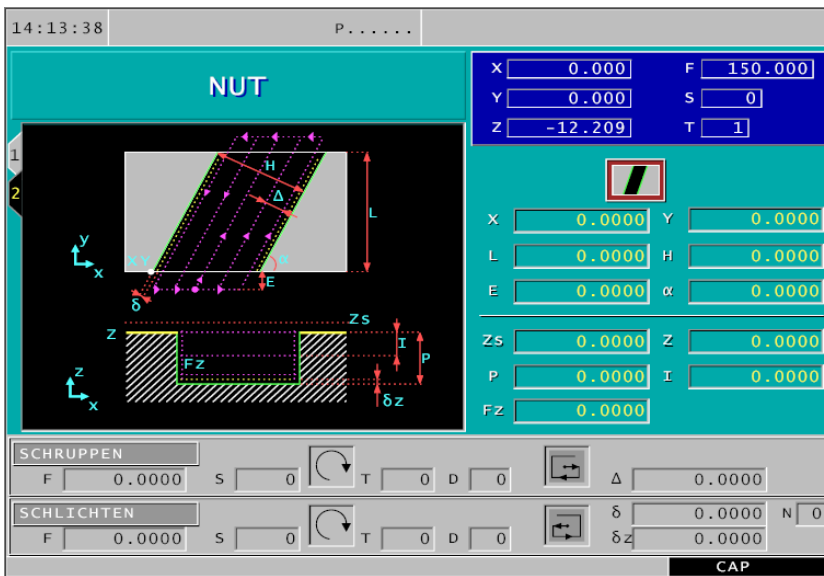 14:13:38 P......
NUT
X 0.000 F 150.000
Y 0.000 S 0
Z -12.209 T 1
1
2
H
Δ
L
y
x
X Y
α
E
δ
Zs
Z
I
P
Fz
z
x
δz
X 0.0000 Y 0.0000
L 0.0000 H 0.0000
E 0.0000 α 0.0000
Zs 0.0000 Z 0.0000
P 0.0000 I 0.0000
Fz 0.0000
SCHRUPPEN
F 0.0000 S 0 T 0 D 0 Δ 0.0000
SCHLICHTEN
δ 0.0000 N 0
F 0.0000 S 0 T 0 D 0 δz 0.0000
CAP